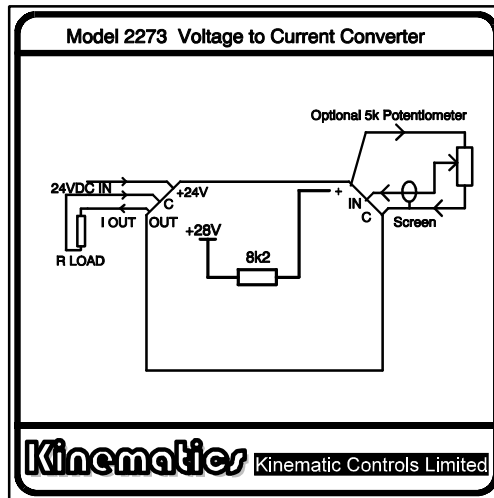 Model 2273 Voltage to Current Converter
Optional 5k Potentiometer
24VDC IN
+24V
+
IN
C
C
I OUT
OUT
Screen
+28V
R LOAD
8k2
Kinematics
Kinematic Controls Limited